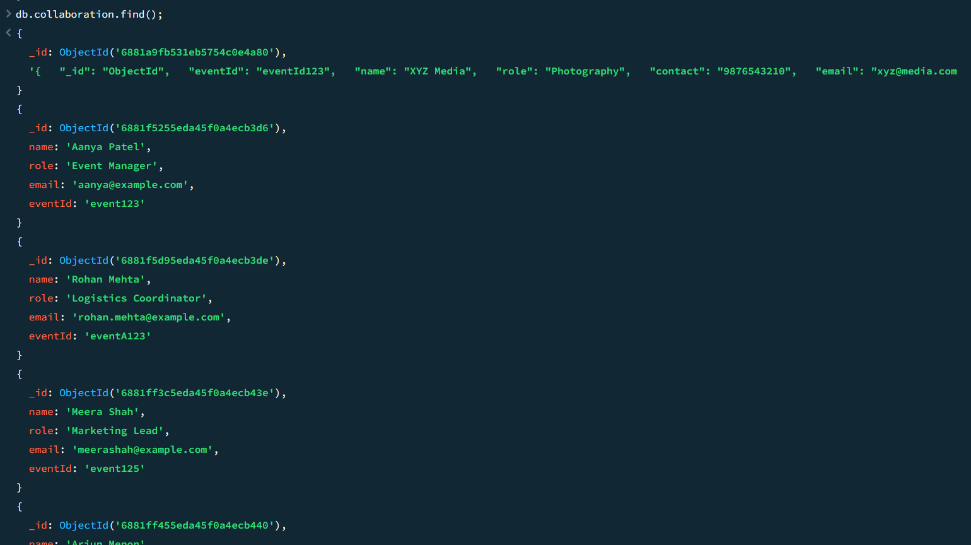 > db.collaboration.find();
< {
_id: ObjectId('6881a9fb531eb5754c0e4a80'),
'{   "_id": "ObjectId",   "eventId": "eventId123",   "name": "XYZ Media",   "role": "Photography",   "contact": "9876543210",   "email": "xyz@media.com
}
{
_id: ObjectId('6881f5255eda45f0a4ecb3d6'),
name: 'Aanya Patel',
role: 'Event Manager',
email: 'aanya@example.com',
eventId: 'event123'
}
{
_id: ObjectId('6881f5d95eda45f0a4ecb3de'),
name: 'Rohan Mehta',
role: 'Logistics Coordinator',
email: 'rohan.mehta@example.com',
eventId: 'eventA123'
}
{
_id: ObjectId('6881ff3c5eda45f0a4ecb43e'),
name: 'Meera Shah',
role: 'Marketing Lead',
email: 'meerashah@example.com',
eventId: 'event125'
}
{
_id: ObjectId('6881ff455eda45f0a4ecb440'),
name: 'Arjun Menon'